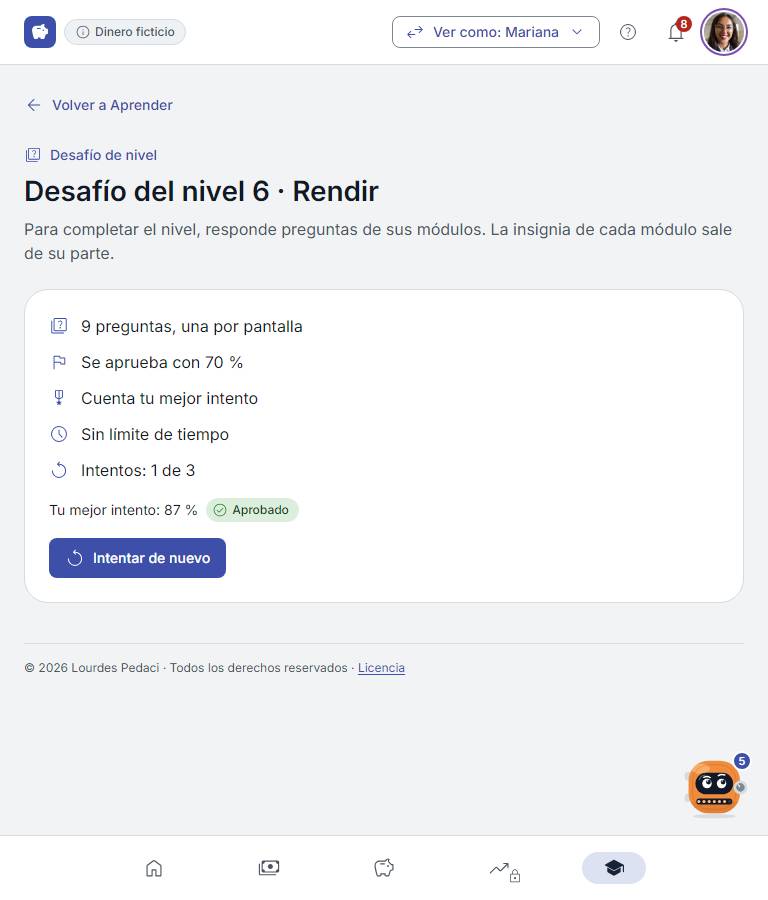 Dinero ficticio
Ver como: Mariana
8
Volver a Aprender
Desafío de nivel
Desafío del nivel 6 · Rendir
Para completar el nivel, responde preguntas de sus módulos. La insignia de cada módulo sale
de su parte.
9 preguntas, una por pantalla
Se aprueba con 70 %
Cuenta tu mejor intento
Sin límite de tiempo
Intentos: 1 de 3
Tu mejor intento: 87 % Aprobado
Intentar de nuevo
© 2026 Lourdes Pedaci · Todos los derechos reservados · Licencia
5